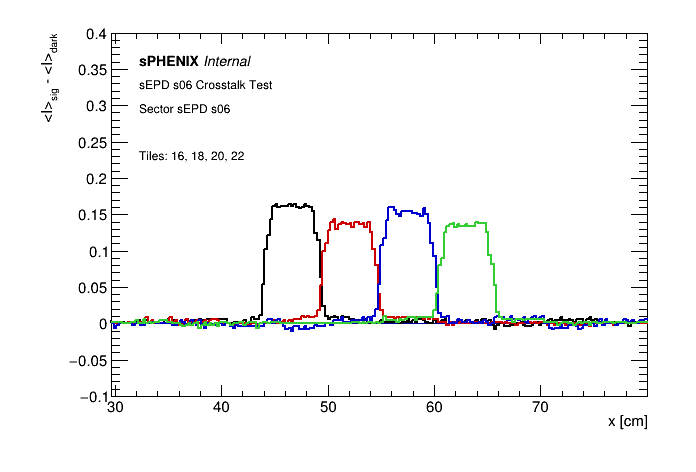 <I>sig - <I>dark
0.4
0.35
0.3
0.25
0.2
0.15
0.1
0.05
0
−0.05
−0.1
sPHENIX Internal
sEPD s06 Crosstalk Test
Sector sEPD s06
Tiles: 16, 18, 20, 22
30 40 50 60 70
x [cm]